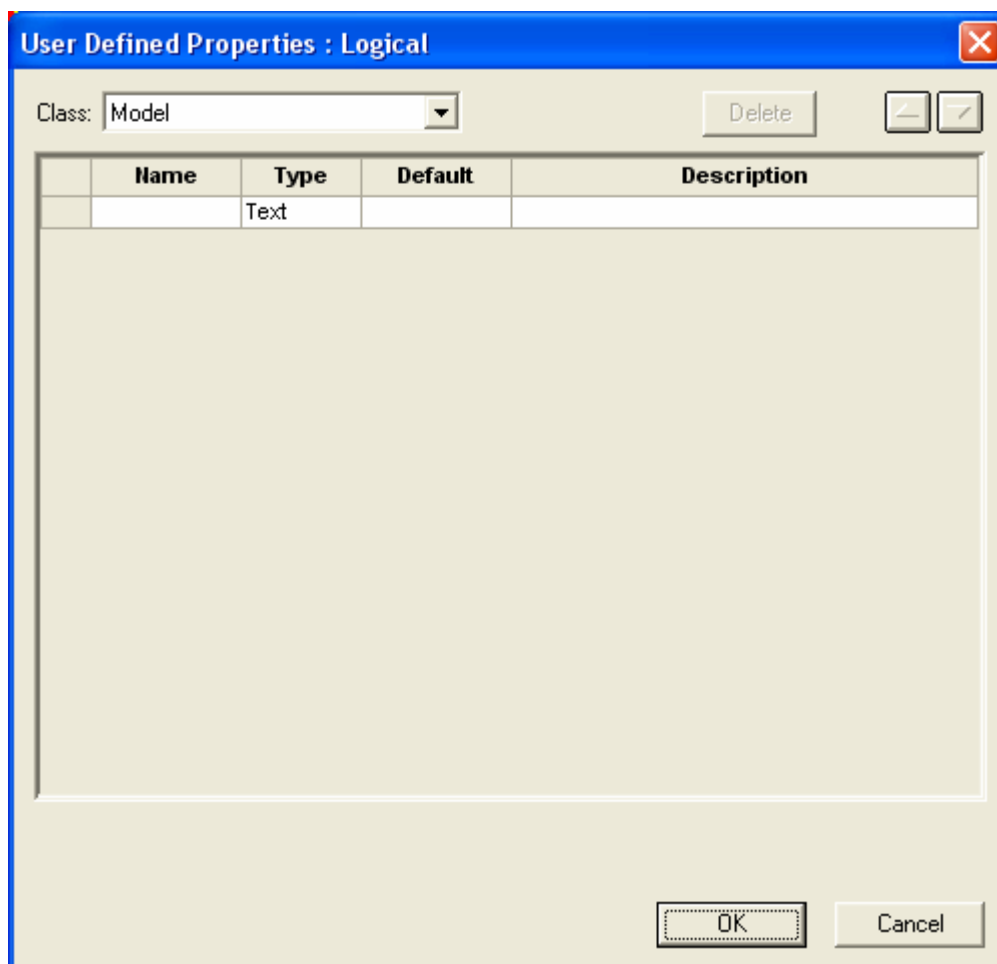 User Defined Properties : Logical
Class: Model Delete
Name Type Default Description
Text
OK Cancel